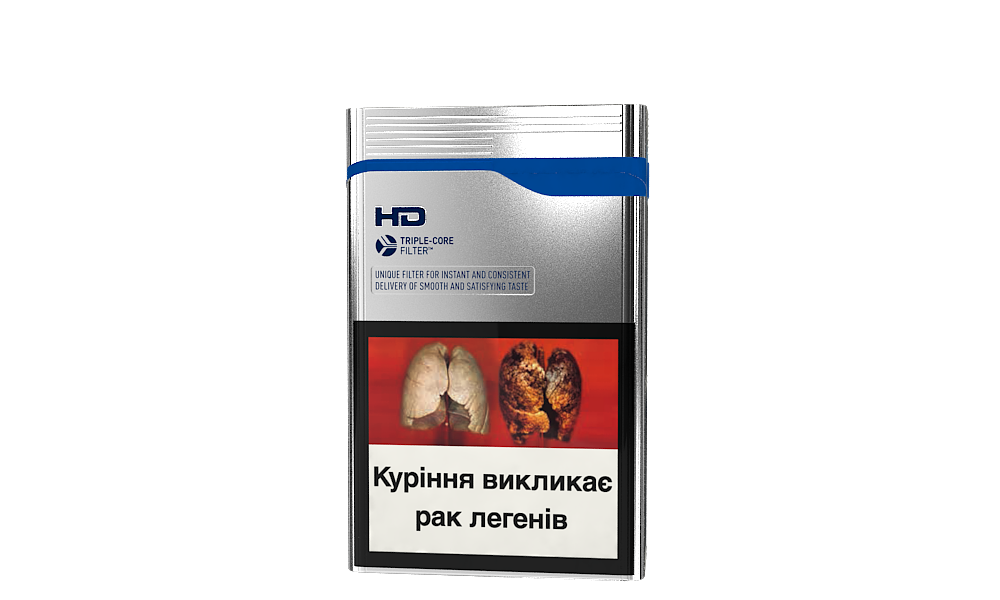 HD
TRIPLE-CORE
FILTER™
UNIQUE FILTER FOR INSTANT AND CONSISTENT
DELIVERY OF SMOOTH AND SATISFYING TASTE
Куріння викликає
рак легенів